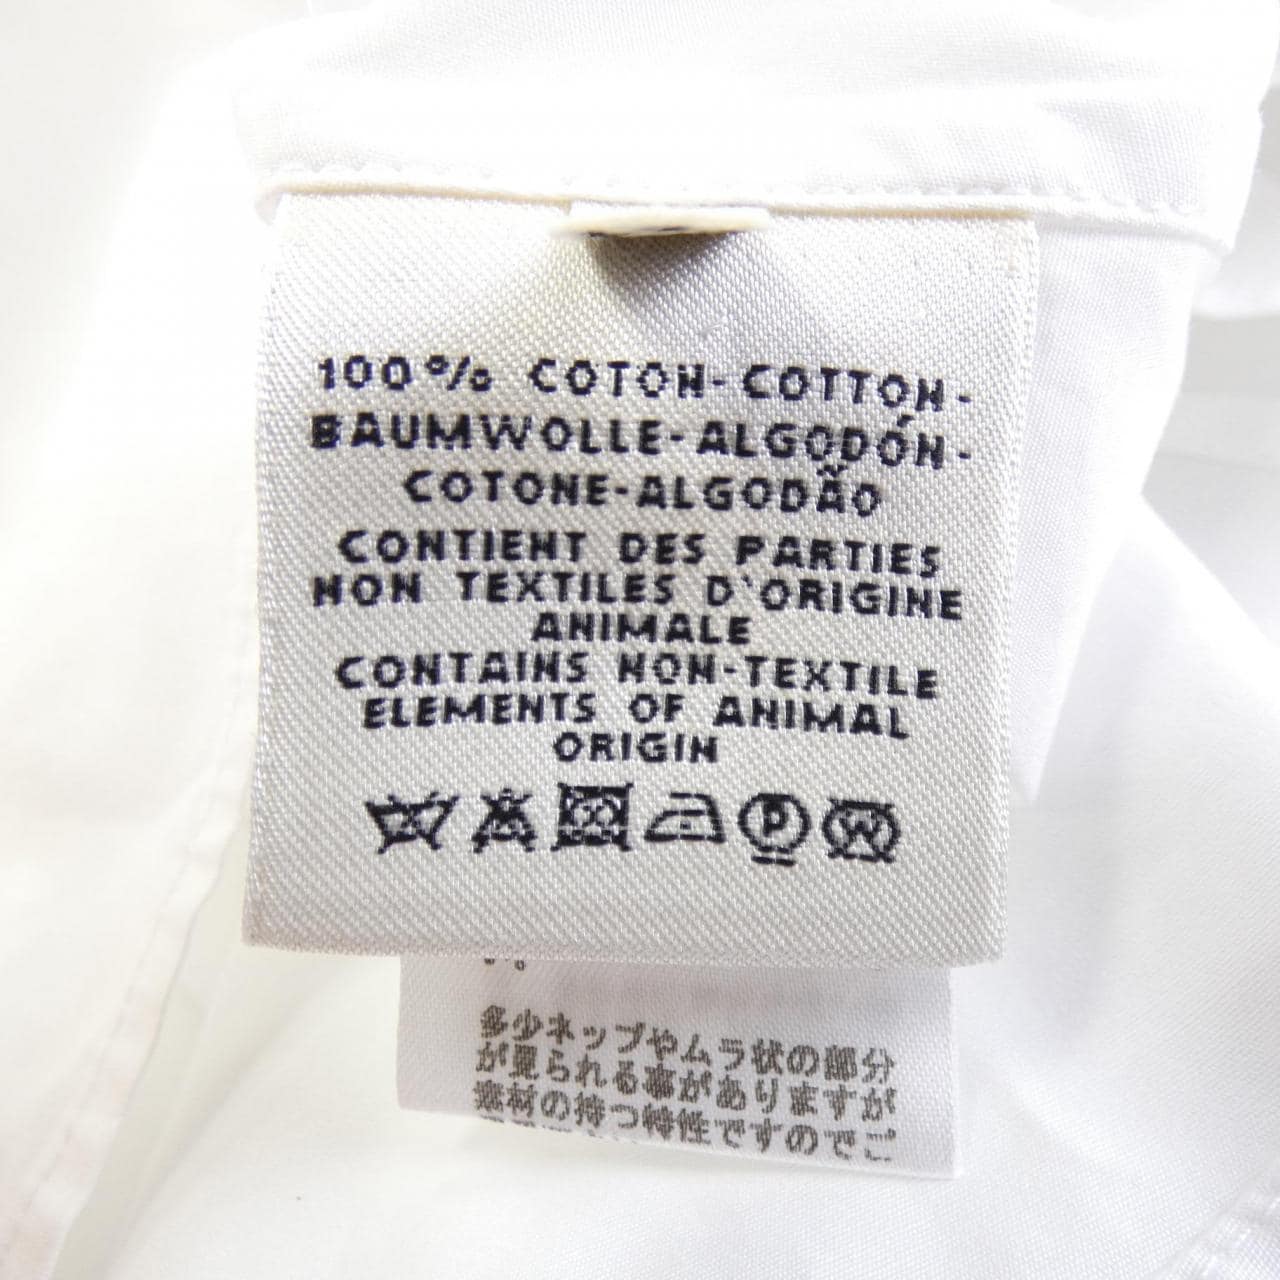 100% COTON-COTTON-
BAUMWOLLE-ALGODÓN-
COTONE-ALGODÃO
CONTIENT DES PARTIES
NON TEXTILES D'ORIGINE
ANIMALE
CONTAINS NON-TEXTILE
ELEMENTS OF ANIMAL
ORIGIN
P W
多少ネップやムラ状の部分
が見られる事がありますが
素材の持つ特性ですのでご